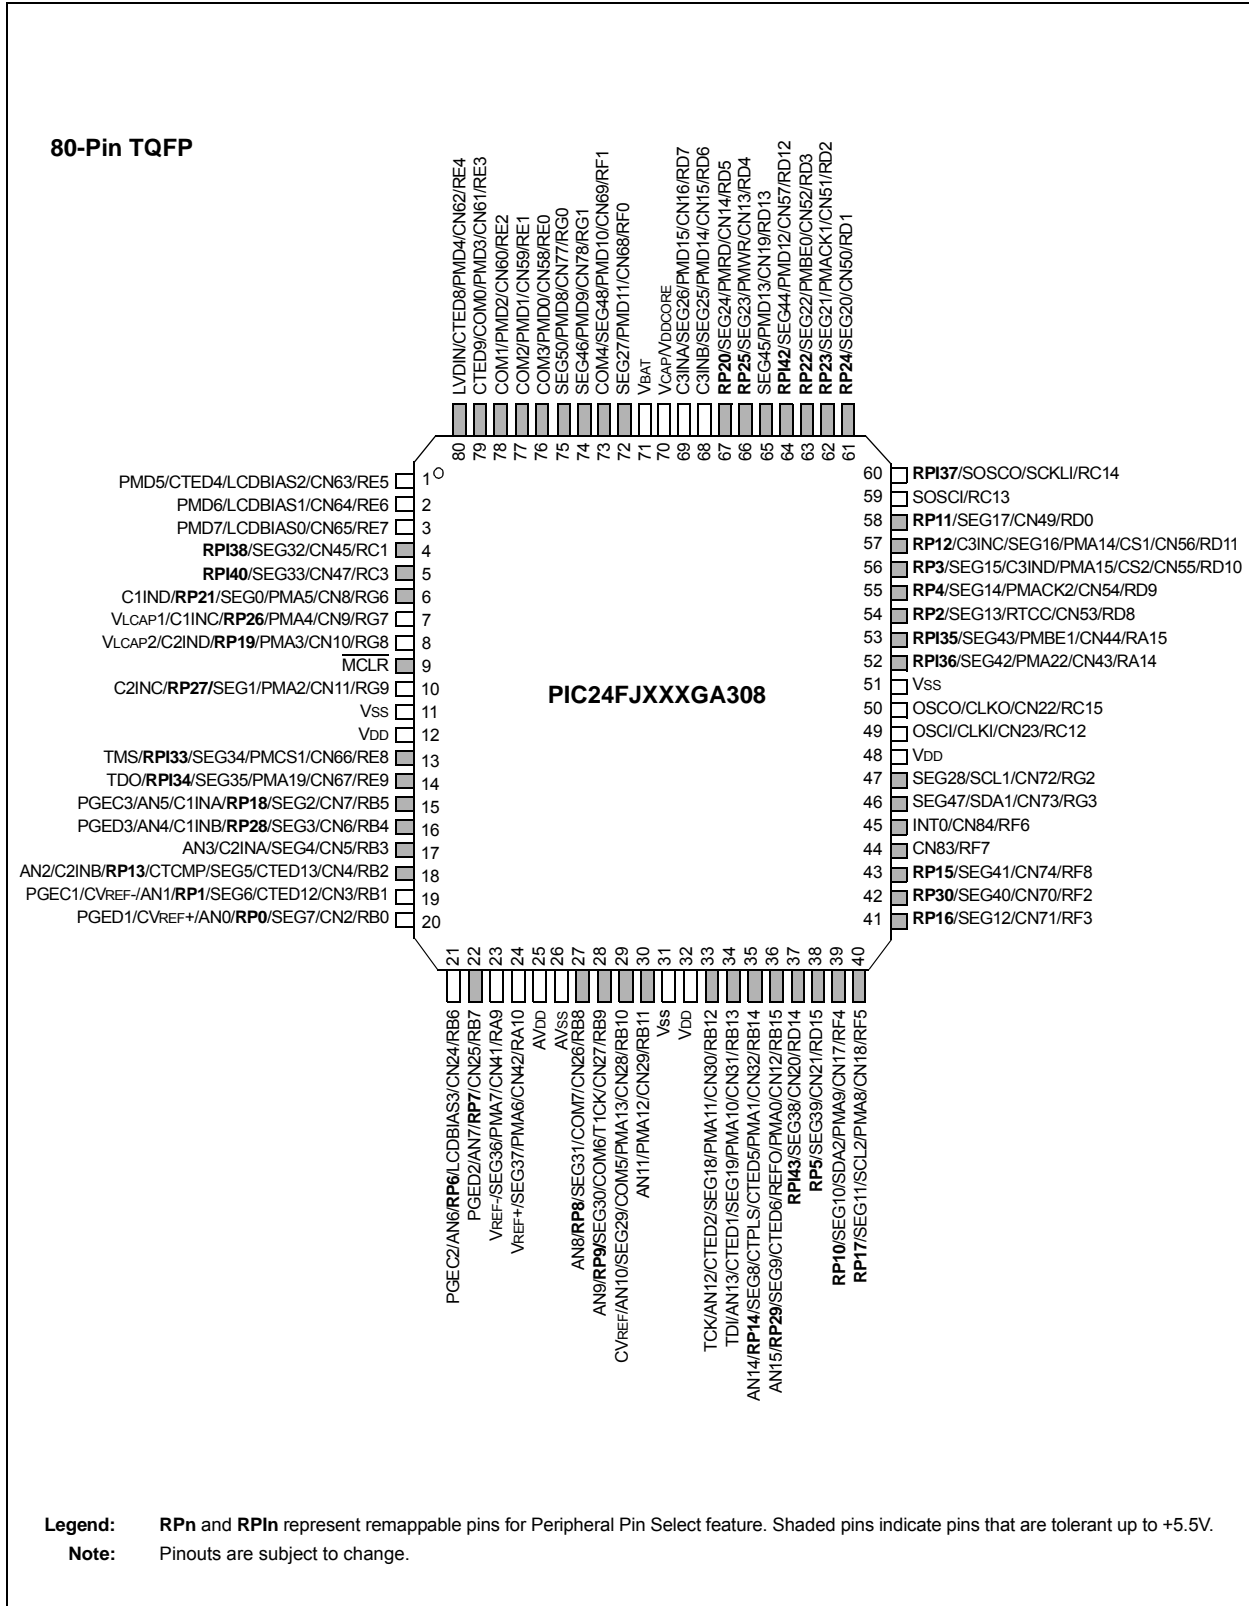 80-Pin TQFP
LVDIN/CTED8/PMD4/CN62/RE4
CTED9/COM0/PMD3/CN61/RE3
COM1/PMD2/CN60/RE2
COM2/PMD1/CN59/RE1
COM3/PMD0/CN58/RE0
SEG50/PMD8/CN77/RG0
SEG46/PMD9/CN78/RG1
COM4/SEG48/PMD10/CN69/RF1
SEG27/PMD11/CN68/RF0
VBAT
VCAP/VDDCORE
C3INA/SEG26/PMD15/CN16/RD7
C3INB/SEG25/PMD14/CN15/RD6
RP20/SEG24/PMRD/CN14/RD5
RP25/SEG23/PMWR/CN13/RD4
SEG45/PMD13/CN19/RD13
RPI42/SEG44/PMD12/CN57/RD12
RP22/SEG22/PMBE0/CN52/RD3
RP23/SEG21/PMACK1/CN51/RD2
RP24/SEG20/CN50/RD1
80
79
78
77
76
75
74
73
72
71
70
69
68
67
66
65
64
63
62
61
PMD5/CTED4/LCDBIAS2/CN63/RE5 1
PMD6/LCDBIAS1/CN64/RE6 2
PMD7/LCDBIAS0/CN65/RE7 3
RPI38/SEG32/CN45/RC1 4
RPI40/SEG33/CN47/RC3 5
C1IND/RP21/SEG0/PMA5/CN8/RG6 6
VLCAP1/C1INC/RP26/PMA4/CN9/RG7 7
VLCAP2/C2IND/RP19/PMA3/CN10/RG8 8
MCLR 9
C2INC/RP27/SEG1/PMA2/CN11/RG9 10
VSS 11
VDD 12
TMS/RPI33/SEG34/PMCS1/CN66/RE8 13
TDO/RPI34/SEG35/PMA19/CN67/RE9 14
PGEC3/AN5/C1INA/RP18/SEG2/CN7/RB5 15
PGED3/AN4/C1INB/RP28/SEG3/CN6/RB4 16
AN3/C2INA/SEG4/CN5/RB3 17
AN2/C2INB/RP13/CTCMP/SEG5/CTED13/CN4/RB2 18
PGEC1/CVREF-/AN1/RP1/SEG6/CTED12/CN3/RB1 19
PGED1/CVREF+/AN0/RP0/SEG7/CN2/RB0 20
PIC24FJXXXGA308
60 RPI37/SOSCO/SCKLI/RC14
59 SOSCI/RC13
58 RP11/SEG17/CN49/RD0
57 RP12/C3INC/SEG16/PMA14/CS1/CN56/RD11
56 RP3/SEG15/C3IND/PMA15/CS2/CN55/RD10
55 RP4/SEG14/PMACK2/CN54/RD9
54 RP2/SEG13/RTCC/CN53/RD8
53 RPI35/SEG43/PMBE1/CN44/RA15
52 RPI36/SEG42/PMA22/CN43/RA14
51 VSS
50 OSCO/CLKO/CN22/RC15
49 OSCI/CLKI/CN23/RC12
48 VDD
47 SEG28/SCL1/CN72/RG2
46 SEG47/SDA1/CN73/RG3
45 INT0/CN84/RF6
44 CN83/RF7
43 RP15/SEG41/CN74/RF8
42 RP30/SEG40/CN70/RF2
41 RP16/SEG12/CN71/RF3
21
22
23
24
25
26
27
28
29
30
31
32
33
34
35
36
37
38
39
40
PGEC2/AN6/RP6/LCDBIAS3/CN24/RB6
PGED2/AN7/RP7/CN25/RB7
VREF-/SEG36/PMA7/CN41/RA9
VREF+/SEG37/PMA6/CN42/RA10
AVDD
AVSS
AN8/RP8/SEG31/COM7/CN26/RB8
AN9/RP9/SEG30/COM6/T1CK/CN27/RB9
CVREF/AN10/SEG29/COM5/PMA13/CN28/RB10
AN11/PMA12/CN29/RB11
Vss
VDD
TCK/AN12/CTED2/SEG18/PMA11/CN30/RB12
TDI/AN13/CTED1/SEG19/PMA10/CN31/RB13
AN14/RP14/SEG8/CTPLS/CTED5/PMA1/CN32/RB14
AN15/RP29/SEG9/CTED6/REFO/PMA0/CN12/RB15
RPI43/SEG38/CN20/RD14
RP5/SEG39/CN21/RD15
RP10/SEG10/SDA2/PMA9/CN17/RF4
RP17/SEG11/SCL2/PMA8/CN18/RF5
Legend: RPn and RPIn represent remappable pins for Peripheral Pin Select feature. Shaded pins indicate pins that are tolerant up to +5.5V.
Note: Pinouts are subject to change.